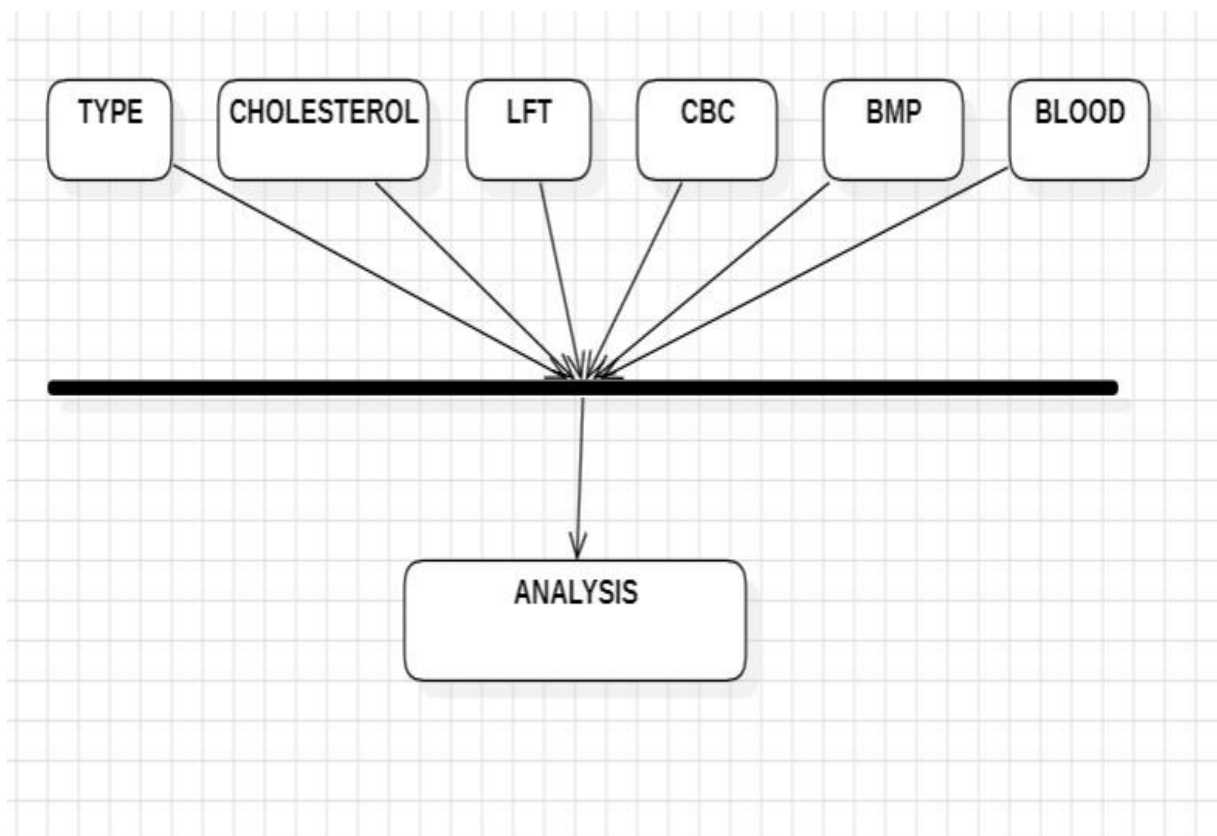 TYPE
CHOLESTEROL
LFT
CBC
BMP
BLOOD
ANALYSIS